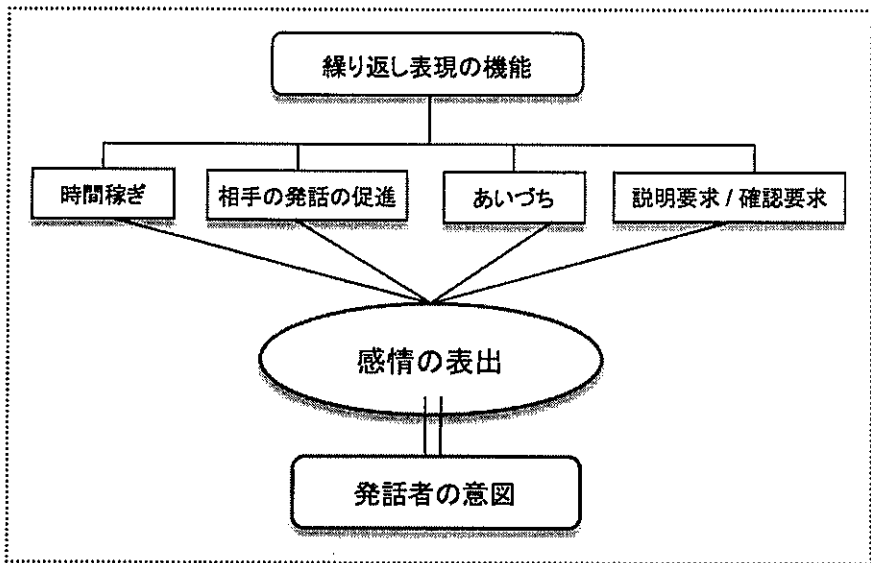 繰り返し表現の機能
時間稼ぎ
相手の発話の促進
あいづち
説明要求 / 確認要求
感情の表出
発話者の意図